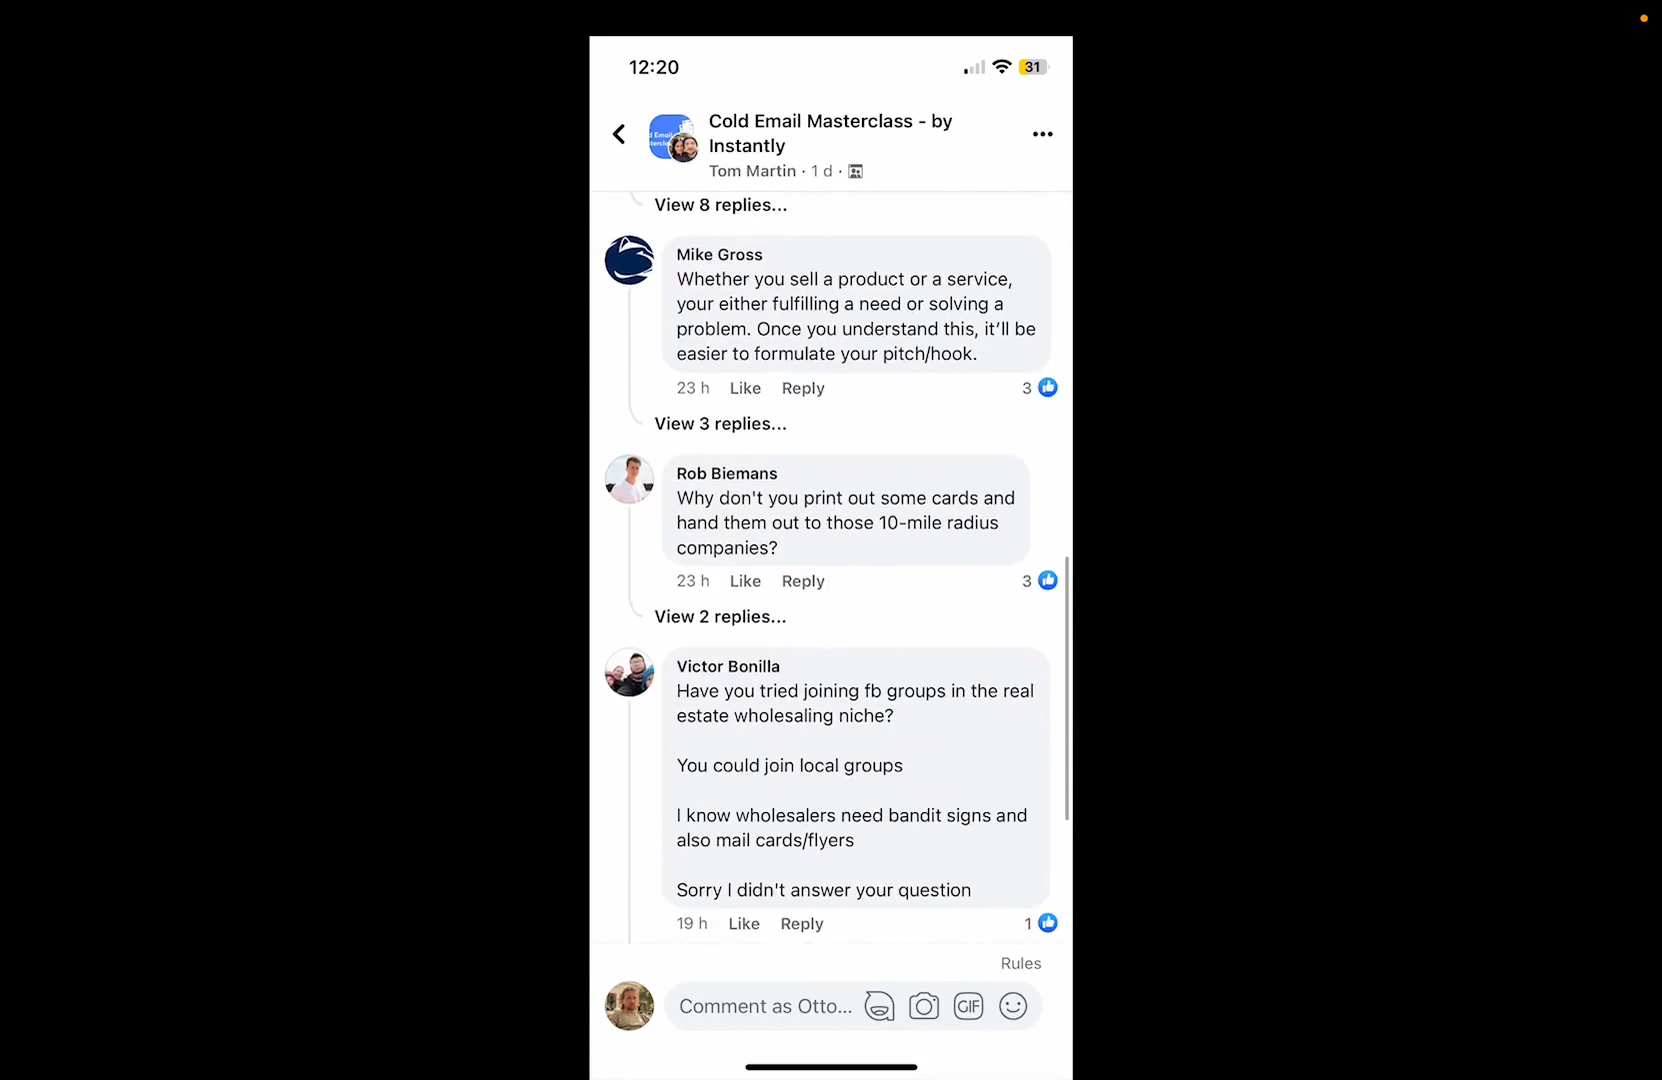 12:20
31
Cold Email Masterclass - by
Instantly
Tom Martin · 1 d ·
View 8 replies...
Mike Gross
Whether you sell a product or a service,
your either fulfilling a need or solving a
problem. Once you understand this, it'll be
easier to formulate your pitch/hook.
23 h Like Reply 3
View 3 replies...
Rob Biemans
Why don't you print out some cards and
hand them out to those 10-mile radius
companies?
23 h Like Reply 3
View 2 replies...
Victor Bonilla
Have you tried joining fb groups in the real
estate wholesaling niche?
You could join local groups
I know wholesalers need bandit signs and
also mail cards/flyers
Sorry I didn't answer your question
19 h Like Reply 1
Rules
Comment as Otto...
GIF